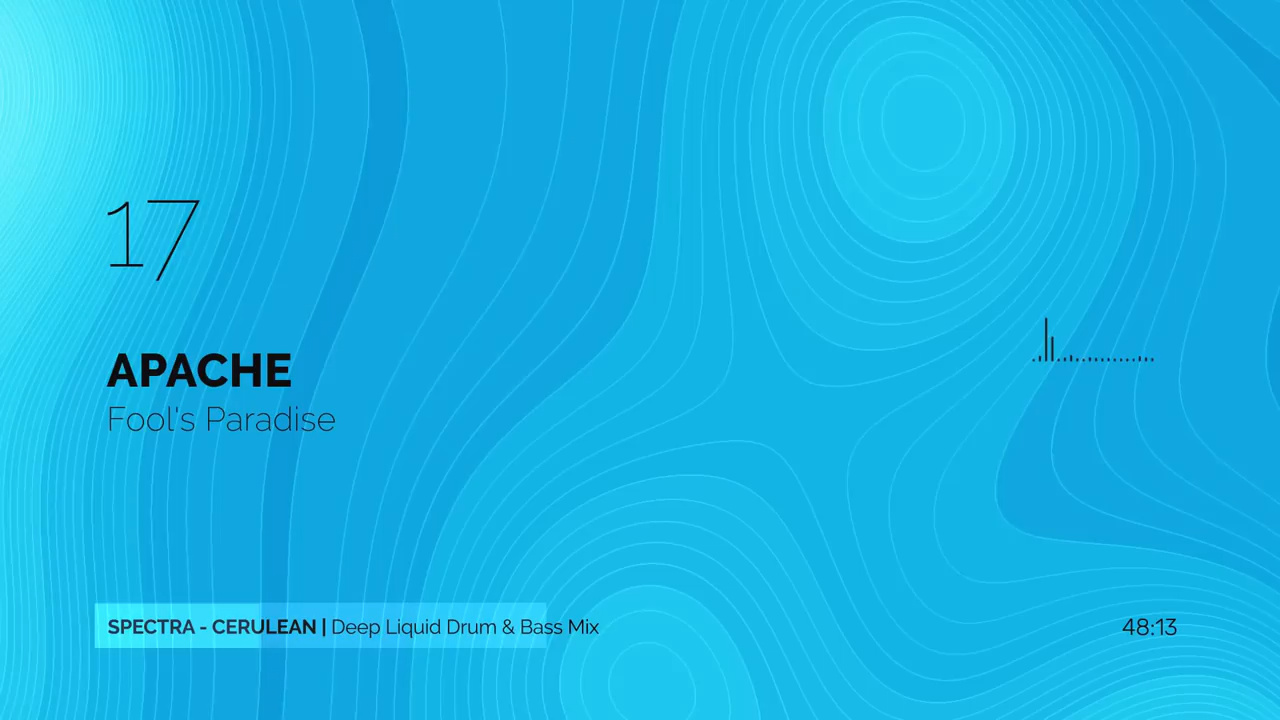 17
APACHE
Fool's Paradise
SPECTRA - CERULEAN | Deep Liquid Drum & Bass Mix
48:13